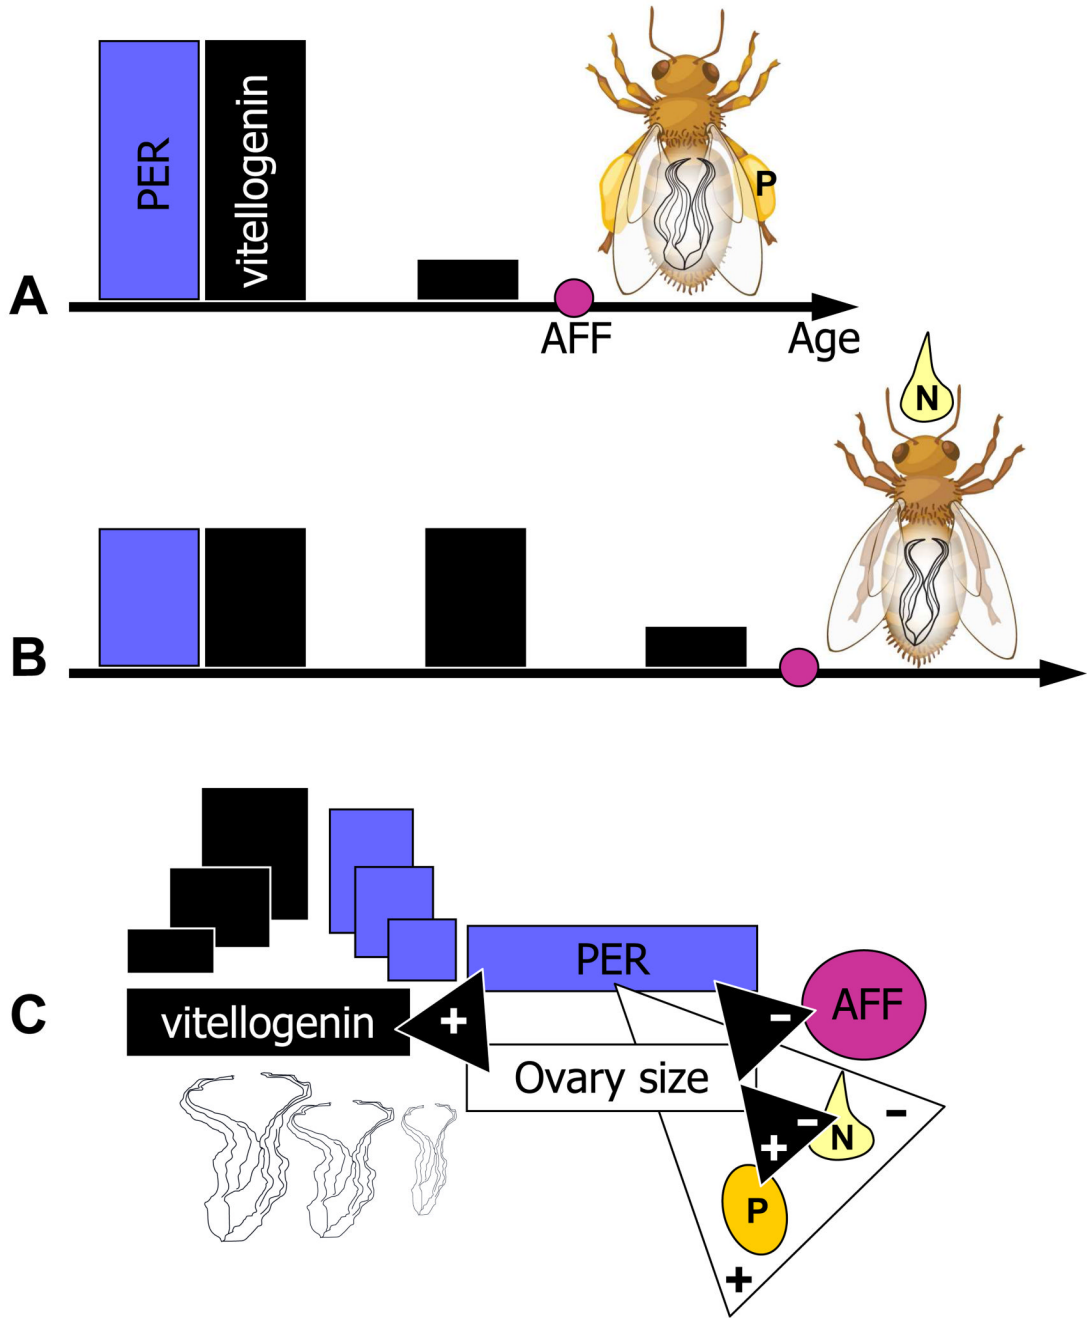 PER
vitellogenin
P
A
AFF
Age
N
B
PER
C
vitellogenin
+
-
AFF
Ovary size
-
+
N
-
P
+